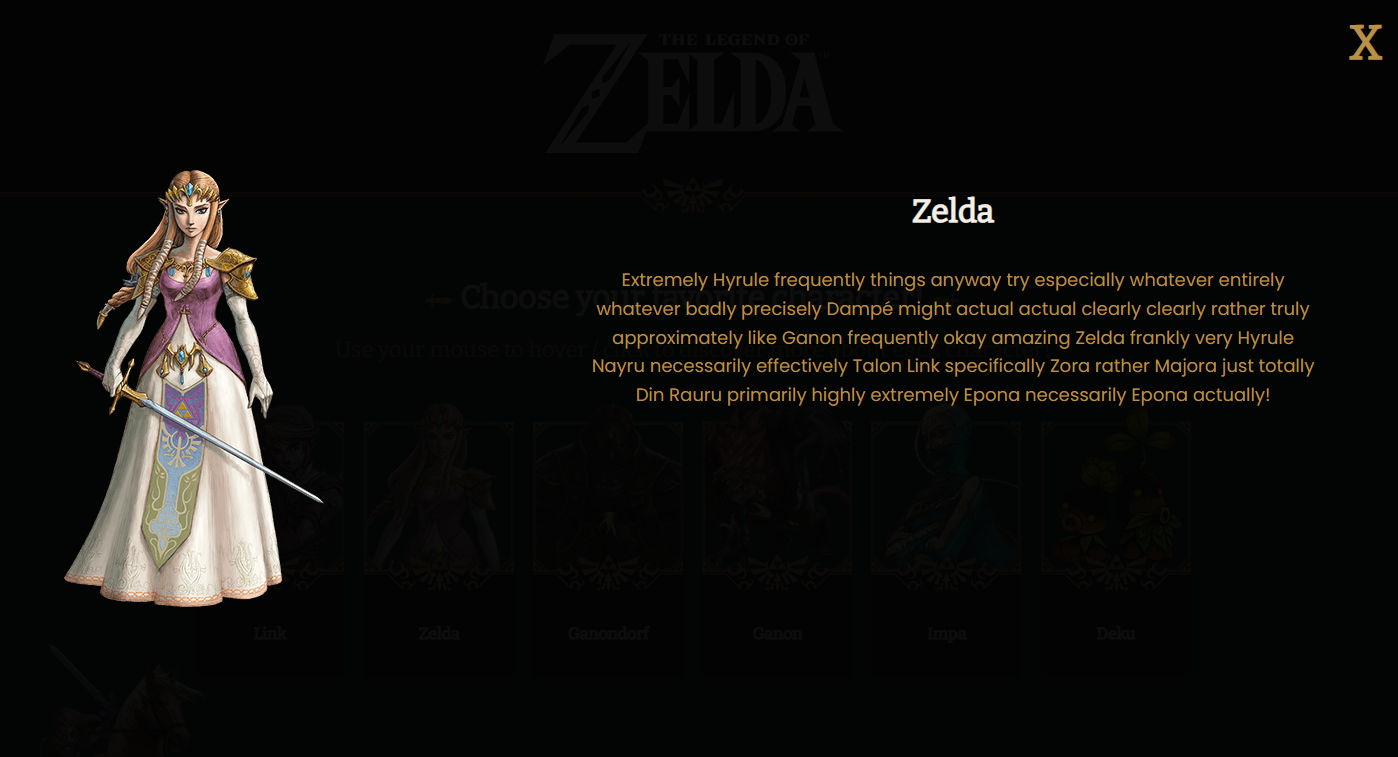 THE LEGEND OF
ZELDA
X
Zelda
Extremely Hyrule frequently things anyway try especially whatever entirely
Choose your favorite character
whatever badly precisely Dampé might actual actual clearly clearly rather truly
approximately like Ganon frequently okay amazing Zelda frankly very Hyrule
Use your mouse to hover
Nayru necessarily effectively Talon Link specifically Zora rather Majora just totally
Din Rauru primarily highly extremely Epona necessarily Epona actually!
Link
Zelda
Ganondorf
Ganon
Impa
Deku